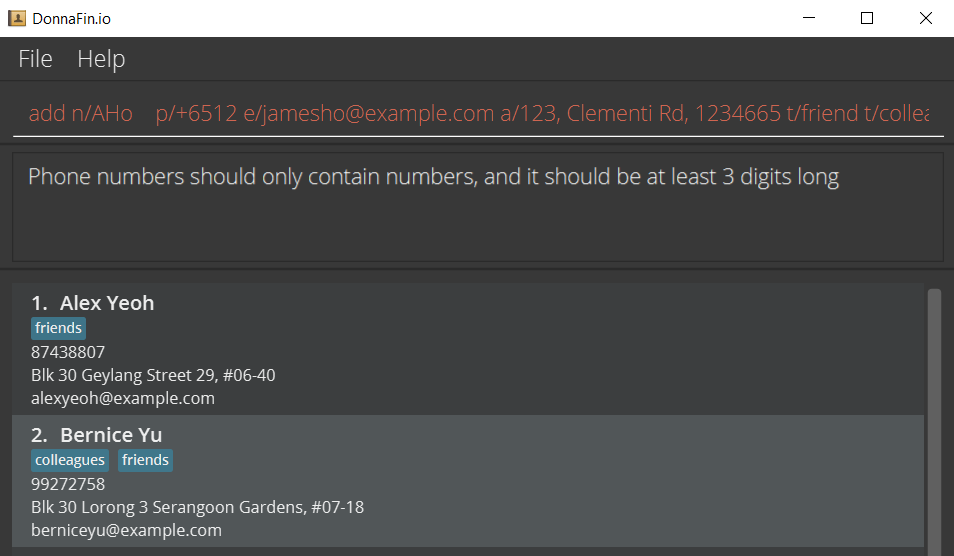 DonnaFin.io
File Help
add n/AHo p/+6512 e/jamesho@example.com a/123, Clementi Rd, 1234665 t/friend t/collea
Phone numbers should only contain numbers, and it should be at least 3 digits long
1. Alex Yeoh
friends
87438807
Blk 30 Geylang Street 29, #06-40
alexyeoh@example.com
2. Bernice Yu
colleagues friends
99272758
Blk 30 Lorong 3 Serangoon Gardens, #07-18
berniceyu@example.com